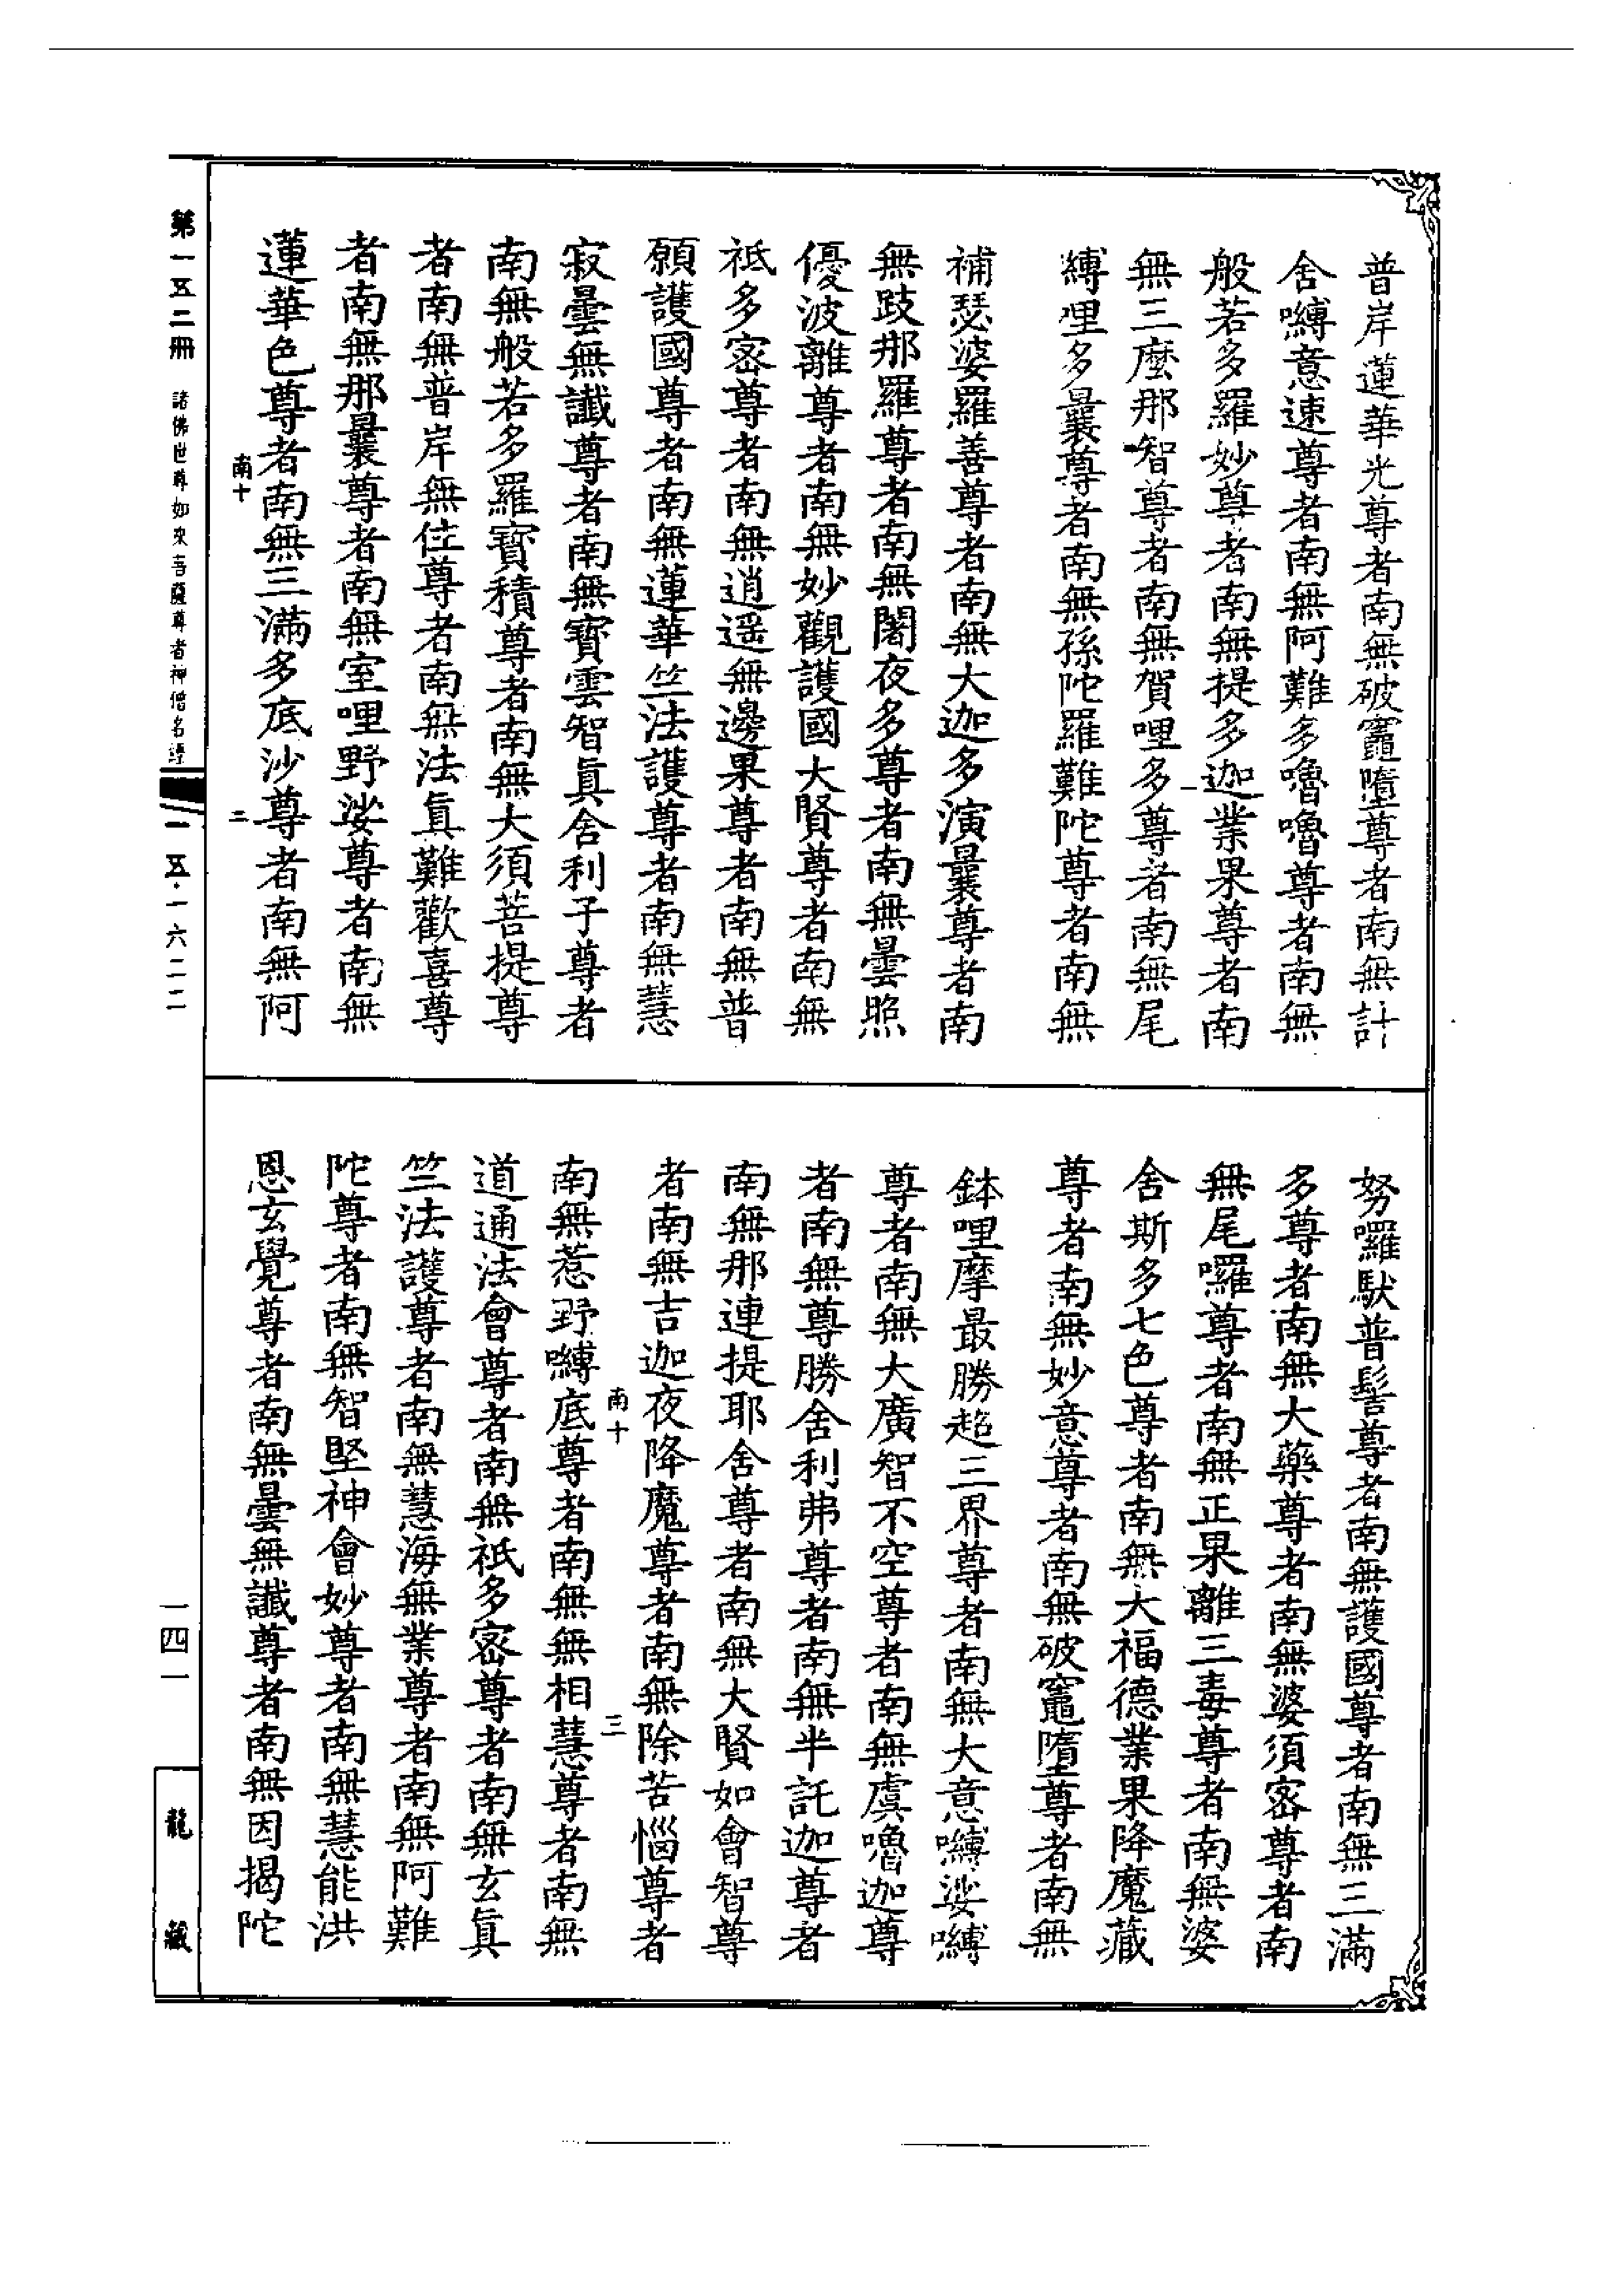 普岸蓮華光尊者南無破竈墮尊者南無計
舍嚩意速尊者南無阿難多嚕嚕尊者南無
般若多羅妙尊者南無提多迦業果尊者南
無三麼那智尊者南無賀哩多尊者南無尾
縛哩多曩尊者南無孫陀羅難陀尊者南無
補瑟婆羅善尊者南無大迦多演曩尊者南
無跂那羅尊者南無闍夜多尊者南無曇照
優波離尊者南無妙觀護國大賢尊者南無
祇多密尊者南無逍遥無邊果尊者南無普
願護國尊者南無蓮華竺法護尊者南無慧
寂曇無讖尊者南無寶雲智眞舍利子尊者
南無般若多羅寶積尊者南無大須菩提尊
者南無普岸無住尊者南無法眞難歡喜尊
者南無那曩尊者南無室哩野娑尊者南無
蓮華色尊者南無三滿多底沙尊者南無阿
南十
二
努囉馱普髻尊者南無護國尊者南無三滿
多尊者南無大藥尊者南無婆須密尊者南
無尾囉尊者南無正果離三毒尊者南無婆
舍斯多七色尊者南無大福德業果降魔藏
尊者南無妙意尊者南無破竈墮尊者南無
鉢哩摩最勝超三界尊者南無大意嚩娑嚩
尊者南無大廣智不空尊者南無虞嚕迦尊
者南無尊勝舍利弗尊者南無半託迦尊者
南無那連提耶舍尊者南無大賢如會智尊
者南無吉迦夜降魔尊者南無除苦惱尊者
南十
三
南無惹野嚩底尊者南無無相慧尊者南無
道通法會尊者南無祇多密尊者南無玄眞
竺法護尊者南無慧海無業尊者南無阿難
陀尊者南無智堅神會妙尊者南無慧能洪
恩玄覺尊者南無曇無讖尊者南無因揭陀
第一五二冊
諸佛世尊如來菩薩尊者神僧名經
一五·一六二二
一四一
龍藏